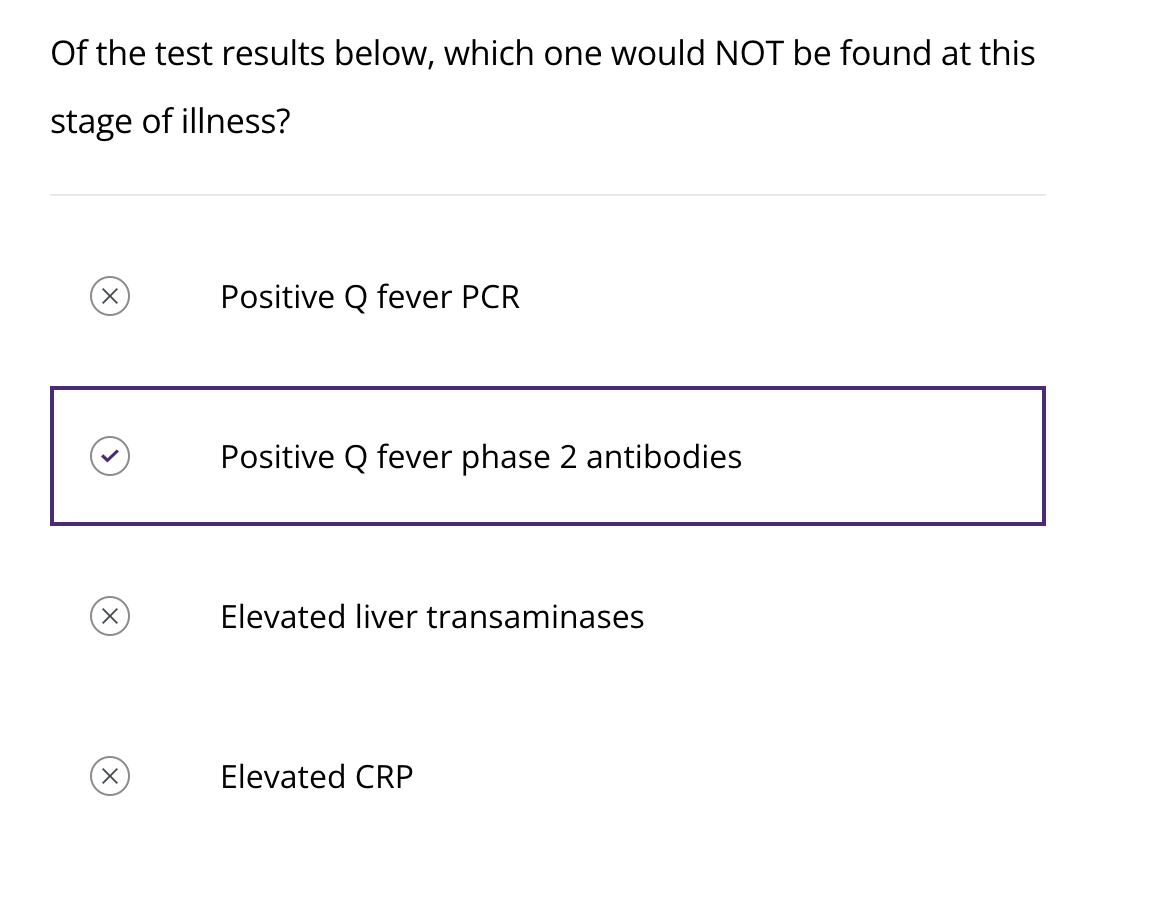 Of the test results below, which one would NOT be found at this
stage of illness?
Positive Q fever PCR
Positive Q fever phase 2 antibodies
Elevated liver transaminases
Elevated CRP